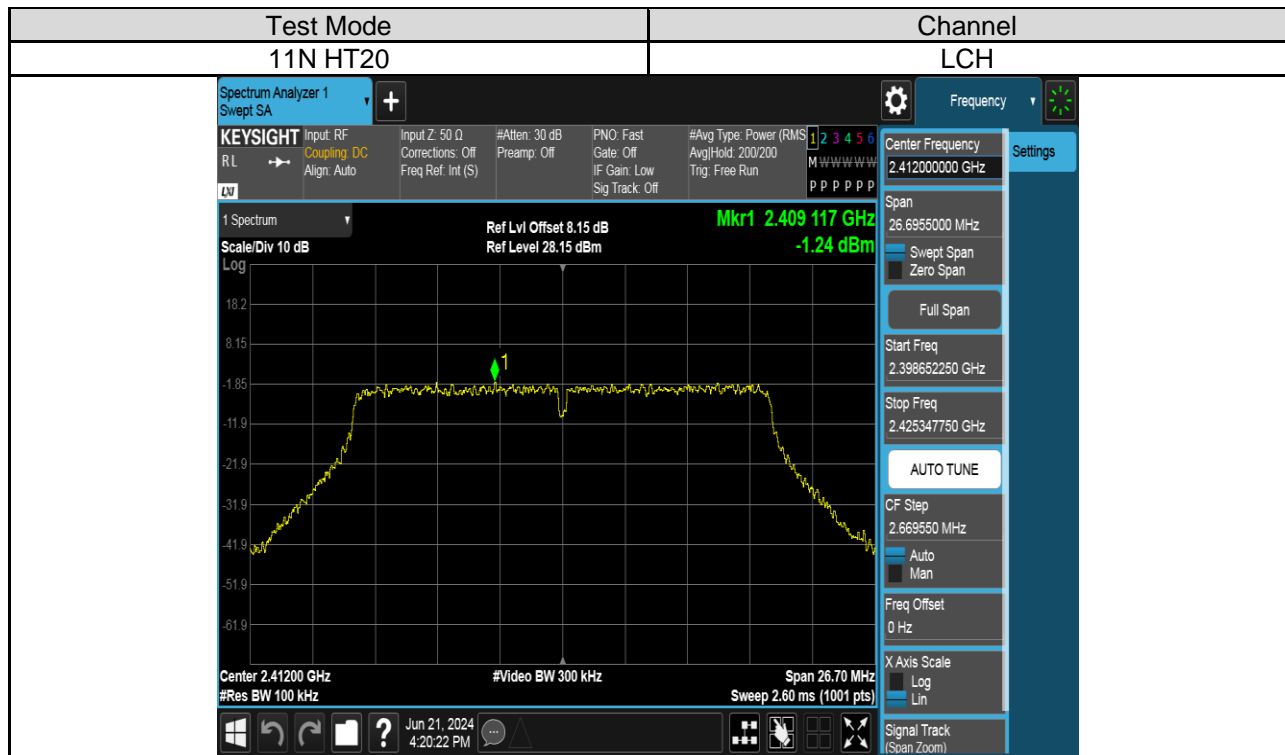 Test Mode Channel
11N HT20 LCH
Spectrum Analyzer 1
Swept SA
+
Frequency
KEYSIGHT Input: RF Input Z: 50 Ω #Atten: 30 dB PNO: Fast #Avg Type: Power (RMS 1 2 3 4 5 6
RL Coupling: DC Corrections: Off Preamp: Off Gate: Off Avg|Hold: 200/200 M W W W W W
Align: Auto Freq Ref: Int (S) IF Gain: Low Trig: Free Run
LXI Sig Track: Off P P P P P P
1 Spectrum
Ref Lvl Offset 8.15 dB
Mkr1 2.409 117 GHz
Scale/Div 10 dB
Ref Level 28.15 dBm
-1.24 dBm
Log
18.2
8.15
1
-1.85
-11.9
-21.9
-31.9
-41.9
-51.9
-61.9
Center 2.41200 GHz #Video BW 300 kHz Span 26.70 MHz
#Res BW 100 kHz Sweep 2.60 ms (1001 pts)
Center Frequency
2.412000000 GHz
Settings
Span
26.6955000 MHz
Swept Span
Zero Span
Full Span
Start Freq
2.398652250 GHz
Stop Freq
2.425347750 GHz
AUTO TUNE
CF Step
2.669550 MHz
Auto
Man
Freq Offset
0 Hz
X Axis Scale
Log
Lin
Signal Track
(Span Zoom)
?
Jun 21, 2024
4:20:22 PM